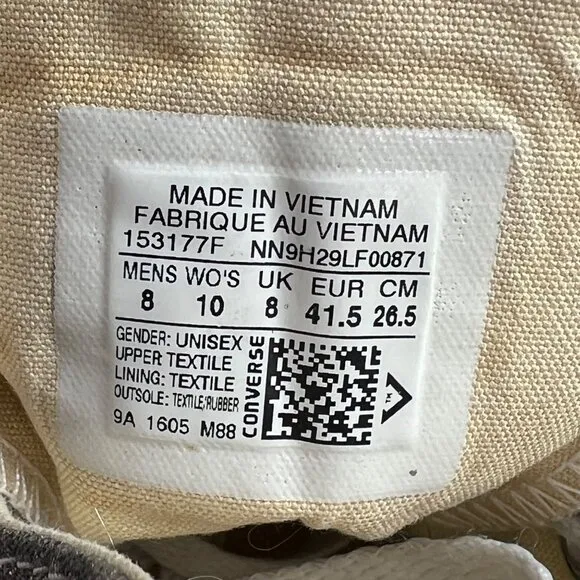 MADE IN VIETNAM
FABRIQUE AU VIETNAM
153177F NN9H29LF00871
MENS WO'S UK EUR CM
8 10 8 41.5 26.5
GENDER: UNISEX
UPPER: TEXTILE
LINING: TEXTILE
OUTSOLE: TEXTILE/RUBBER
9A 1605 M88
CONVERSE
TM